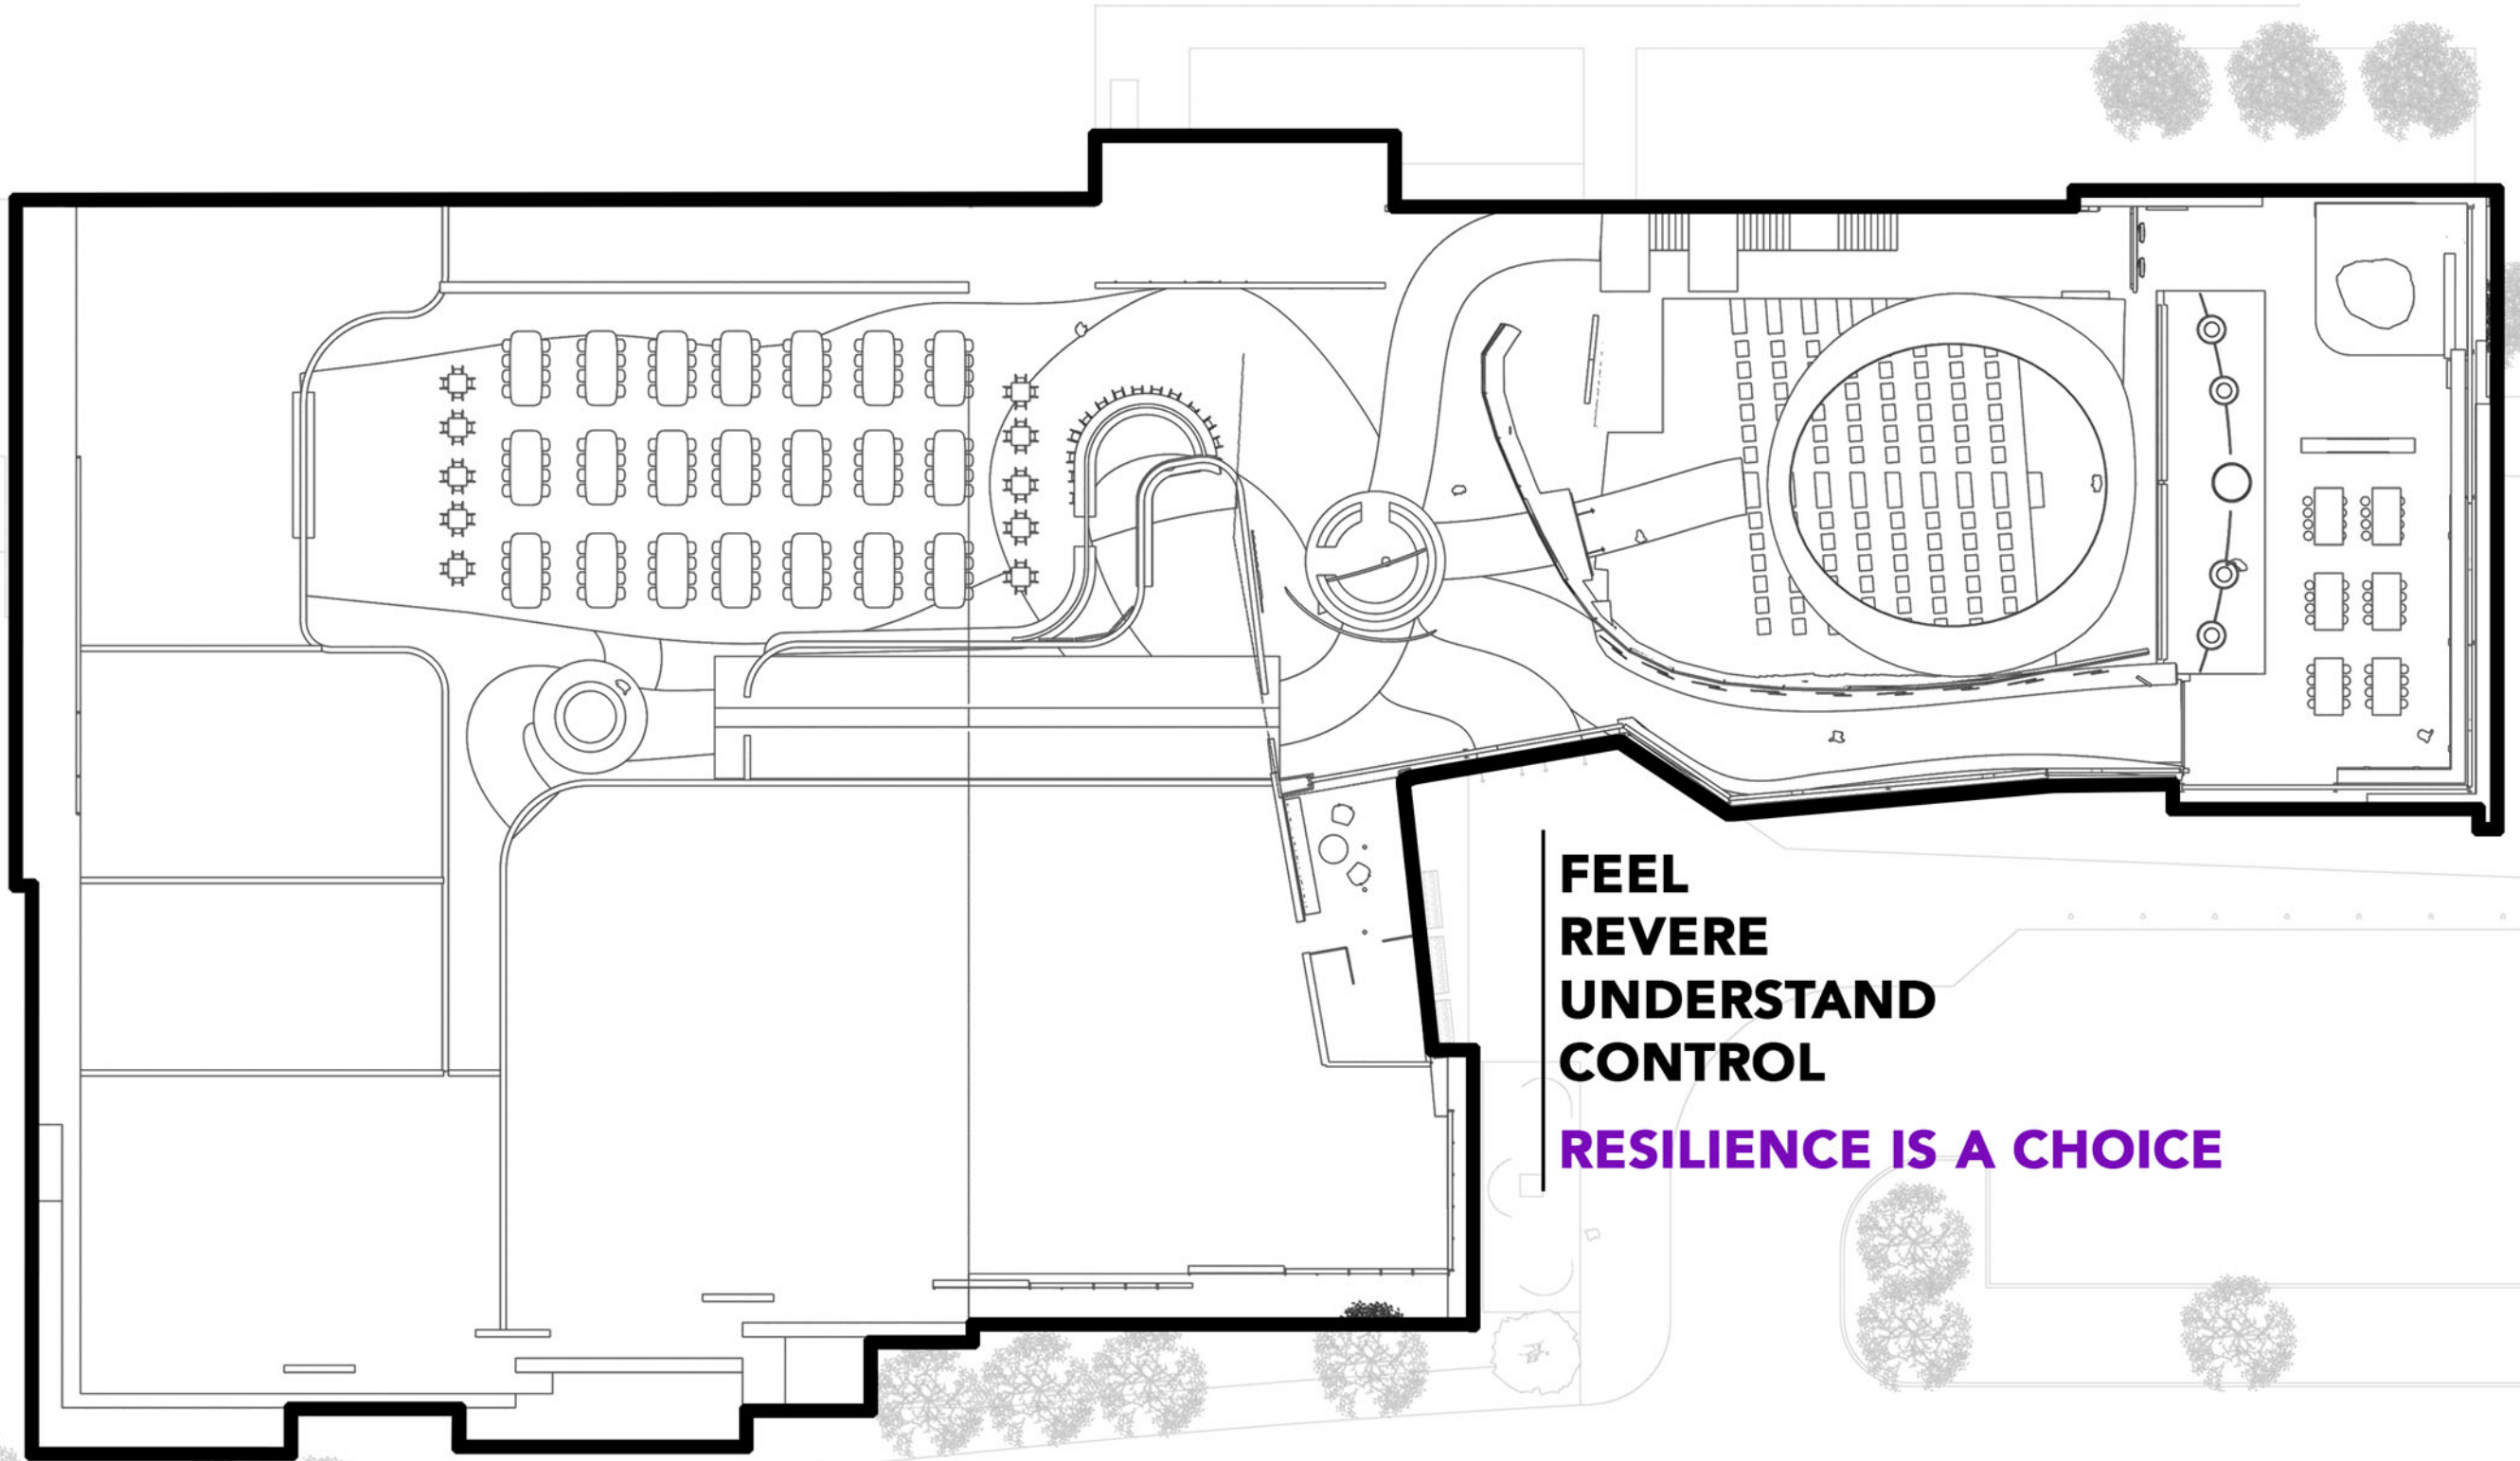 FEEL
REVERE
UNDERSTAND
CONTROL
RESILIENCE IS A CHOICE